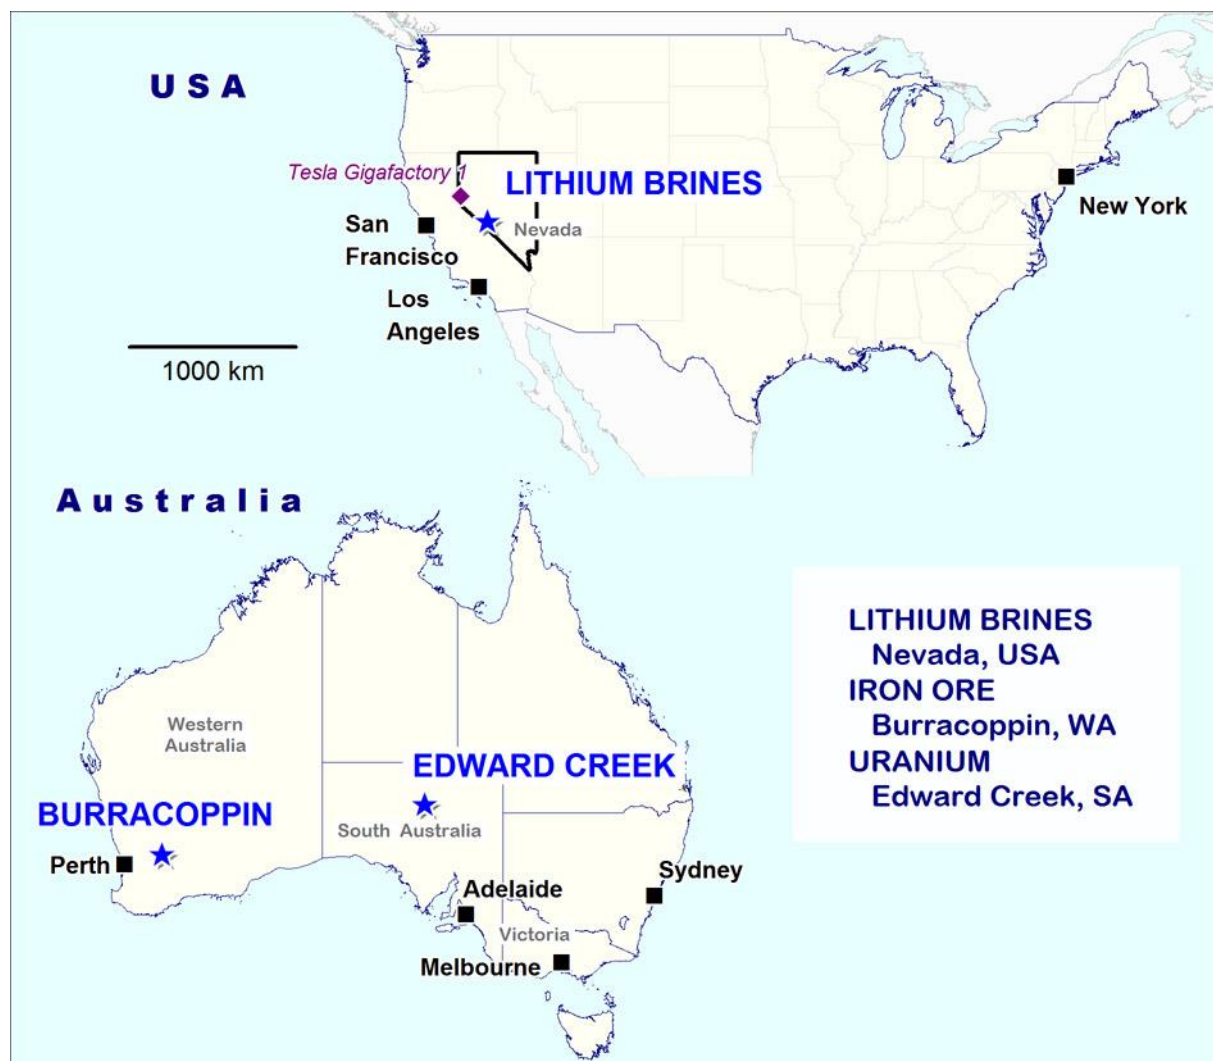 USA
Tesla Gigafactory 1
LITHIUM BRINES
Nevada
San
Francisco
Los
Angeles
New York
1000 km
Australia
Western
Australia
EDWARD CREEK
BURRACOPPIN
South Australia
Perth
Adelaide
Sydney
Victoria
Melbourne
LITHIUM BRINES
Nevada, USA
IRON ORE
Burracoppin, WA
URANIUM
Edward Creek, SA